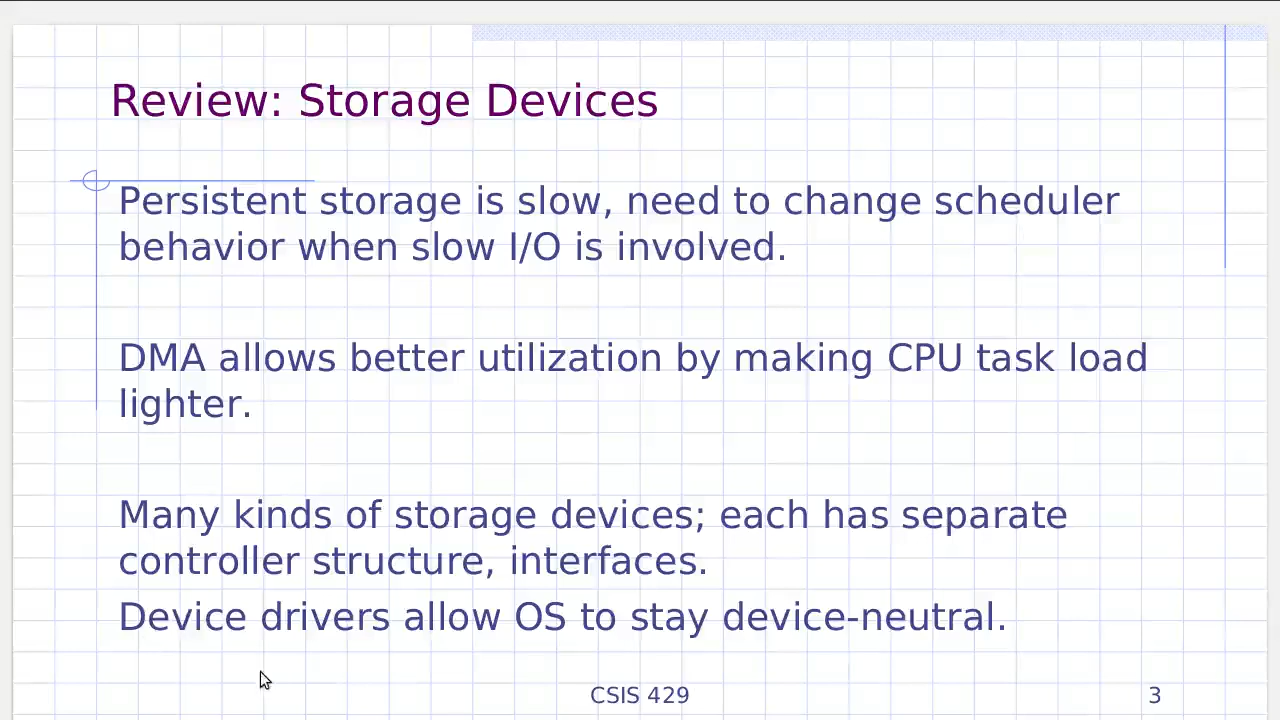 Review: Storage Devices
Persistent storage is slow, need to change scheduler
behavior when slow I/O is involved.
DMA allows better utilization by making CPU task load
lighter.
Many kinds of storage devices; each has separate
controller structure, interfaces.
Device drivers allow OS to stay device-neutral.
CSIS 429
3